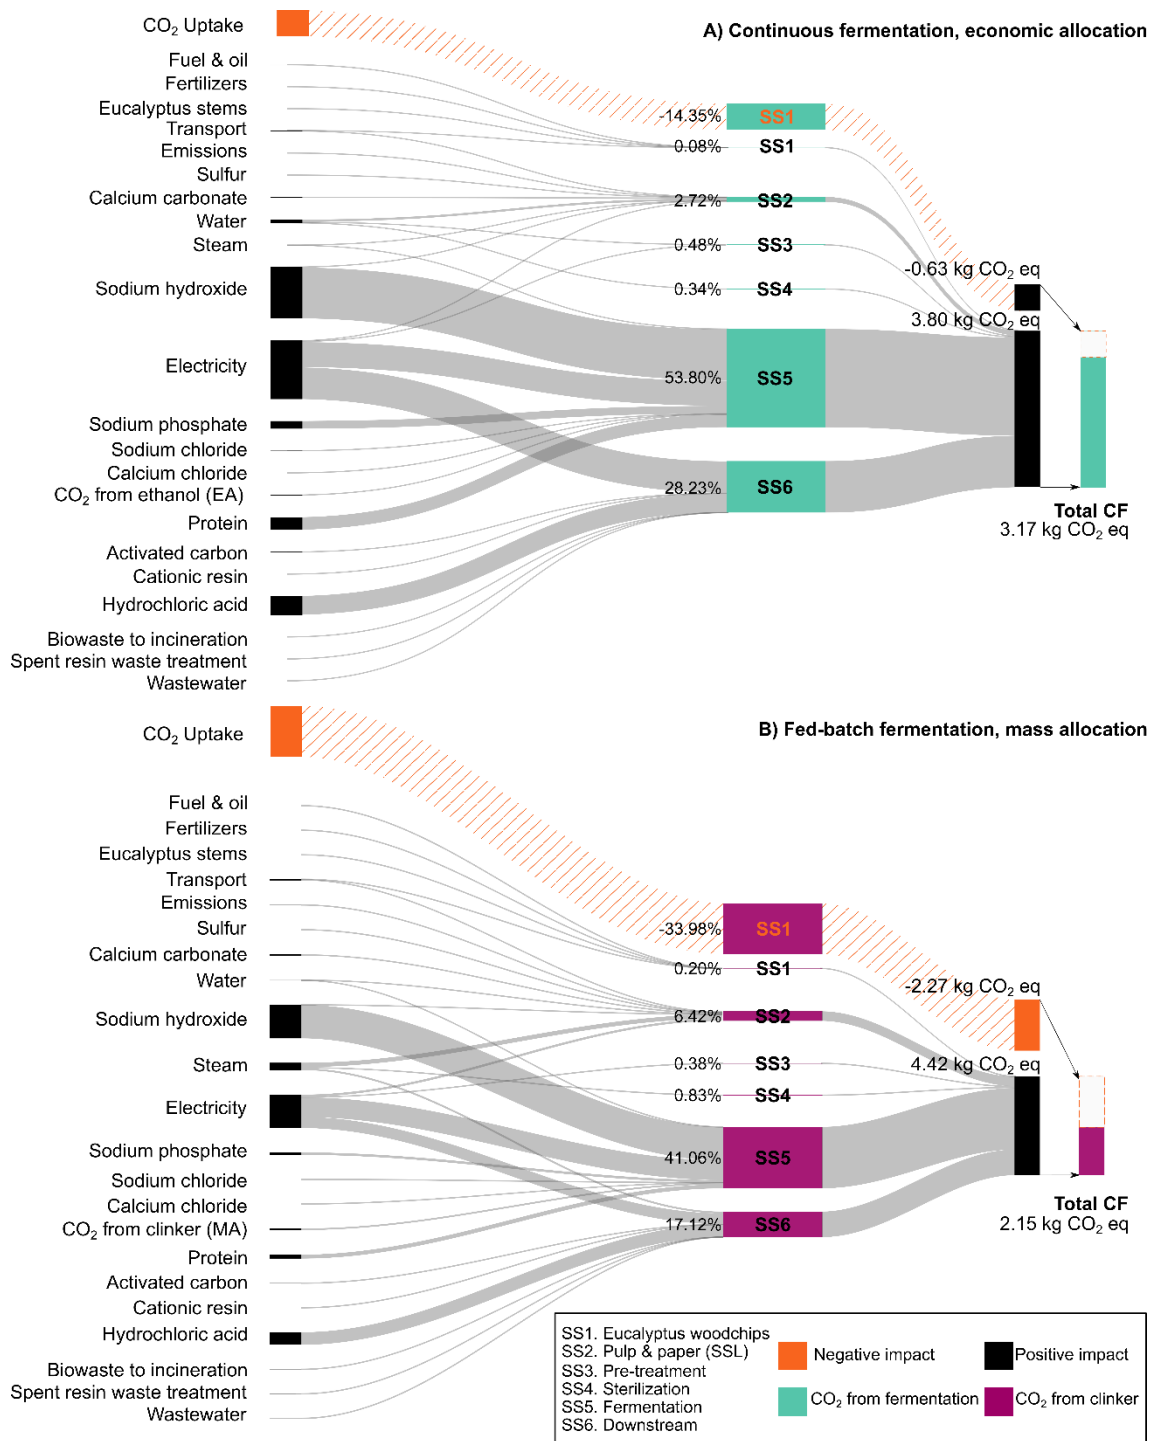 A) Continuous fermentation, economic allocation
CO₂ Uptake
Fuel & oil
Fertilizers
Eucalyptus stems
Transport
Emissions
Sulfur
Calcium carbonate
Water
Steam
Sodium hydroxide
Electricity
Sodium phosphate
Sodium chloride
Calcium chloride
CO₂ from ethanol (EA)
Protein
Activated carbon
Cationic resin
Hydrochloric acid
Biowaste to incineration
Spent resin waste treatment
Wastewater
-14.35% SS1
0.08% SS1
2.72% SS2
0.48% SS3
0.34% SS4
53.80% SS5
28.23% SS6
-0.63 kg CO₂ eq
3.80 kg CO₂ eq
Total CF
3.17 kg CO₂ eq
B) Fed-batch fermentation, mass allocation
CO₂ Uptake
Fuel & oil
Fertilizers
Eucalyptus stems
Transport
Emissions
Sulfur
Calcium carbonate
Water
Sodium hydroxide
Steam
Electricity
Sodium phosphate
Sodium chloride
Calcium chloride
CO₂ from clinker (MA)
Protein
Activated carbon
Cationic resin
Hydrochloric acid
Biowaste to incineration
Spent resin waste treatment
Wastewater
-33.98% SS1
0.20% SS1
6.42% SS2
0.38% SS3
0.83% SS4
41.06% SS5
17.12% SS6
-2.27 kg CO₂ eq
4.42 kg CO₂ eq
Total CF
2.15 kg CO₂ eq
SS1. Eucalyptus woodchips
SS2. Pulp & paper (SSL)
SS3. Pre-treatment
SS4. Sterilization
SS5. Fermentation
SS6. Downstream
Negative impact
Positive impact
CO₂ from fermentation
CO₂ from clinker